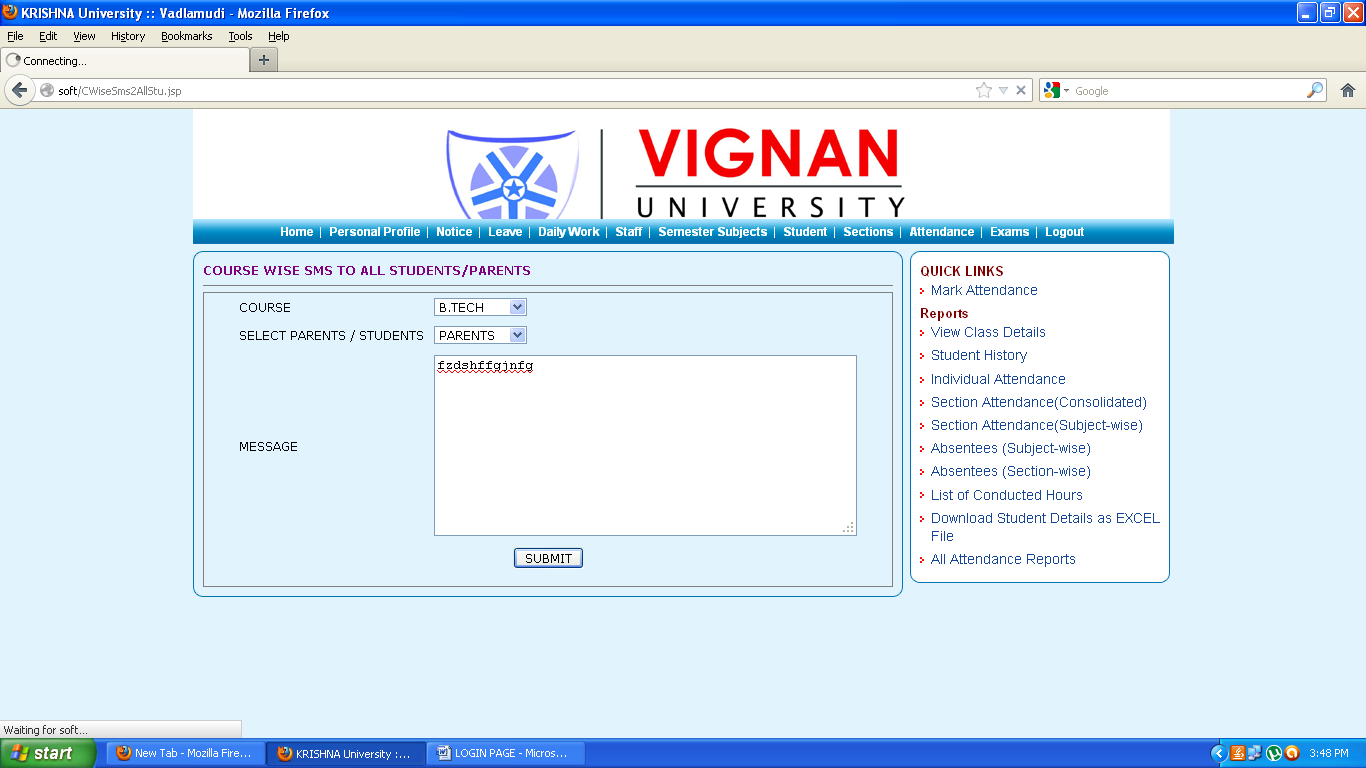 KRISHNA University :: Vadlamudi - Mozilla Firefox
File Edit View History Bookmarks Tools Help
Connecting...
soft/CWiseSms2AllStu.jsp
Google
VIGNAN
UNIVERSITY
Home | Personal Profile | Notice | Leave | Daily Work | Staff | Semester Subjects | Student | Sections | Attendance | Exams | Logout
COURSE WISE SMS TO ALL STUDENTS/PARENTS
COURSE B.TECH
SELECT PARENTS / STUDENTS PARENTS
MESSAGE fzdshffgjnfg
SUBMIT
QUICK LINKS
Mark Attendance
Reports
View Class Details
Student History
Individual Attendance
Section Attendance(Consolidated)
Section Attendance(Subject-wise)
Absentees (Subject-wise)
Absentees (Section-wise)
List of Conducted Hours
Download Student Details as EXCEL
File
All Attendance Reports
Waiting for soft...
start New Tab - Mozilla Fire... KRISHNA University :... LOGIN PAGE - Micros... 3:48 PM